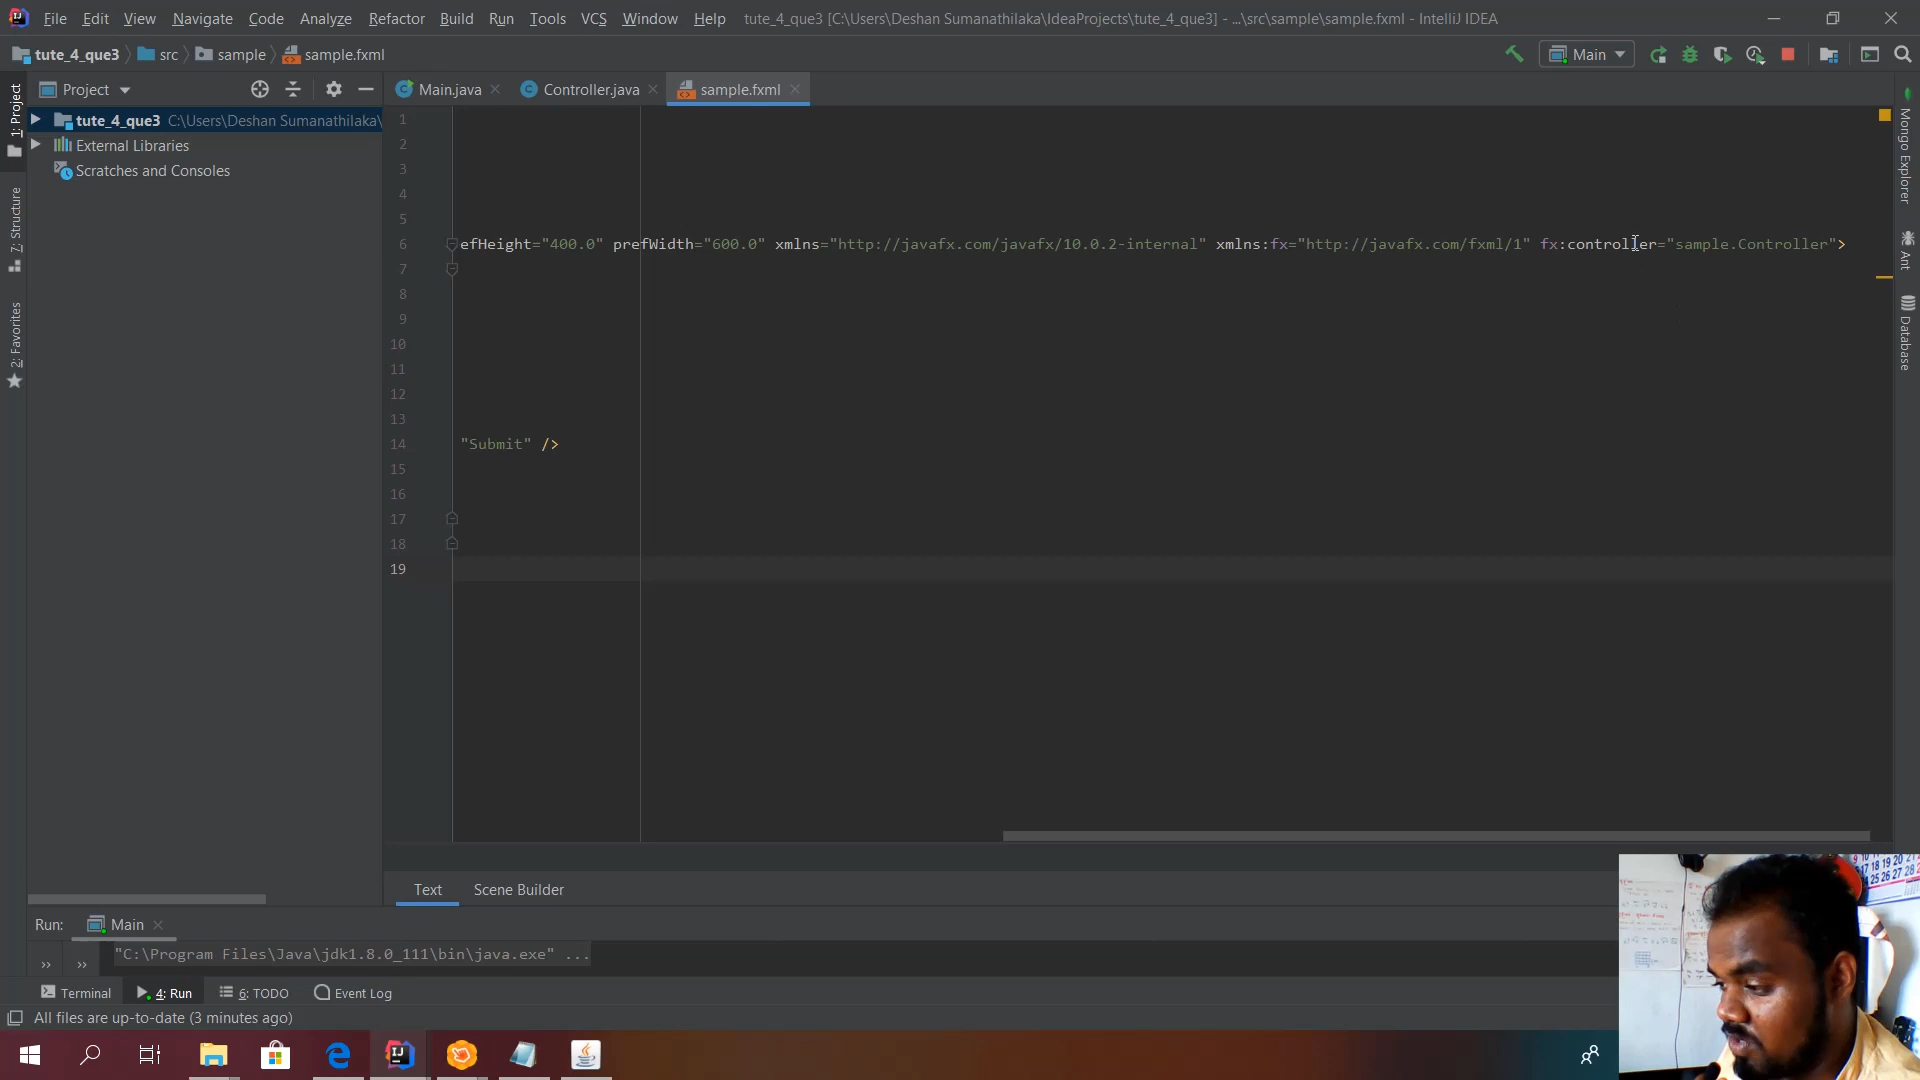 File Edit View Navigate Code Analyze Refactor Build Run Tools VCS Window Help tute_4_que3 [C:\Users\Deshan Sumanathilaka\IdeaProjects\tute_4_que3] - ...\src\sample\sample.fxml - IntelliJ IDEA
tute_4_que3 src sample sample.fxml Main
Project Main.java Controller.java sample.fxml
tute_4_que3 C:\Users\Deshan Sumanathilaka\
External Libraries
Scratches and Consoles
1: Project
7: Structure
2: Favorites
1
2
3
4
5
6 efHeight="400.0" prefWidth="600.0" xmlns="http://javafx.com/javafx/10.0.2-internal" xmlns:fx="http://javafx.com/fxml/1" fx:controller="sample.Controller">
7
8
9
10
11
12
13
14 "Submit" />
15
16
17
18
19
Mongo Explorer
Ant
Database
Text Scene Builder
Run: Main
"C:\Program Files\Java\jdk1.8.0_111\bin\java.exe" ...
Terminal 4: Run 6: TODO Event Log
All files are up-to-date (3 minutes ago)